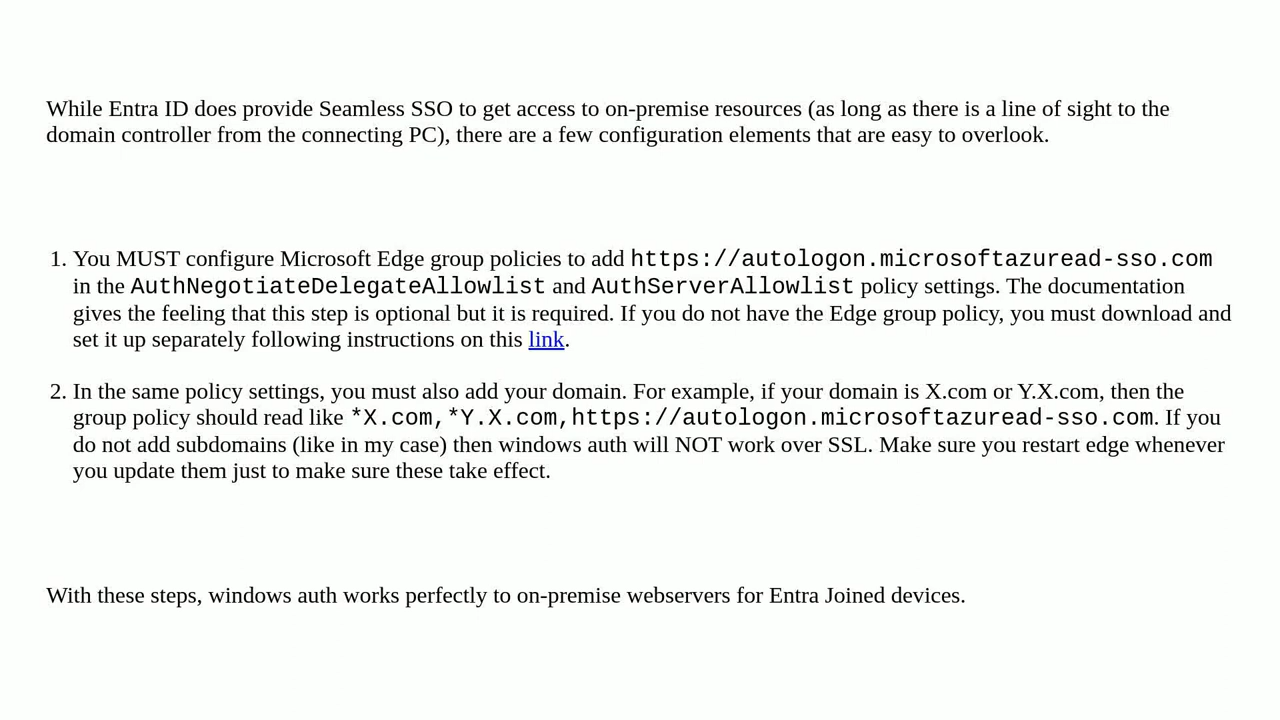 While Entra ID does provide Seamless SSO to get access to on-premise resources (as long as there is a line of sight to the
domain controller from the connecting PC), there are a few configuration elements that are easy to overlook.
1. You MUST configure Microsoft Edge group policies to add https://autologon.microsoftazuread-sso.com
in the AuthNegotiateDelegateAllowlist and AuthServerAllowlist policy settings. The documentation
gives the feeling that this step is optional but it is required. If you do not have the Edge group policy, you must download and
set it up separately following instructions on this link.
2. In the same policy settings, you must also add your domain. For example, if your domain is X.com or Y.X.com, then the
group policy should read like *X.com,*Y.X.com,https://autologon.microsoftazuread-sso.com. If you
do not add subdomains (like in my case) then windows auth will NOT work over SSL. Make sure you restart edge whenever
you update them just to make sure these take effect.
With these steps, windows auth works perfectly to on-premise webservers for Entra Joined devices.